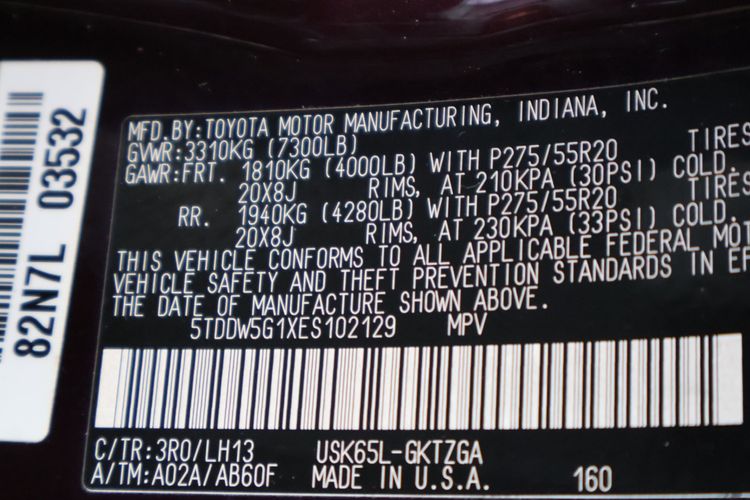 82N7L 03532
MFD.BY:TOYOTA MOTOR MANUFACTURING, INDIANA, INC.
GVWR:3310KG (7300LB)
GAWR:FRT. 1810KG (4000LB) WITH P275/55R20 TIRES
20X8J RIMS, AT 210KPA (30PSI) COLD.
RR. 1940KG (4280LB) WITH P275/55R20 TIRES
20X8J RIMS, AT 230KPA (33PSI) COLD.
THIS VEHICLE CONFORMS TO ALL APPLICABLE FEDERAL MOT
VEHICLE SAFETY AND THEFT PREVENTION STANDARDS IN EF
THE DATE OF MANUFACTURE SHOWN ABOVE.
5TDDW5G1XES102129 MPV
C/TR:3R0/LH13 USK65L-GKTZGA
A/TM:A02A/AB60F MADE IN U.S.A. 160